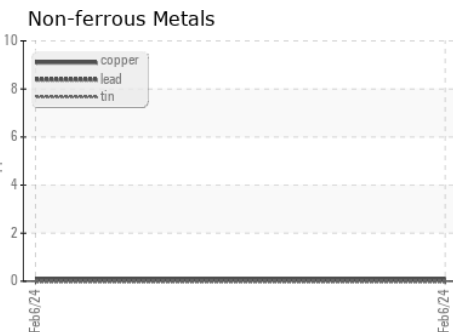 Non-ferrous Metals
10
copper
lead
tin
8
6
4
2
0
Feb6/24
Feb6/24